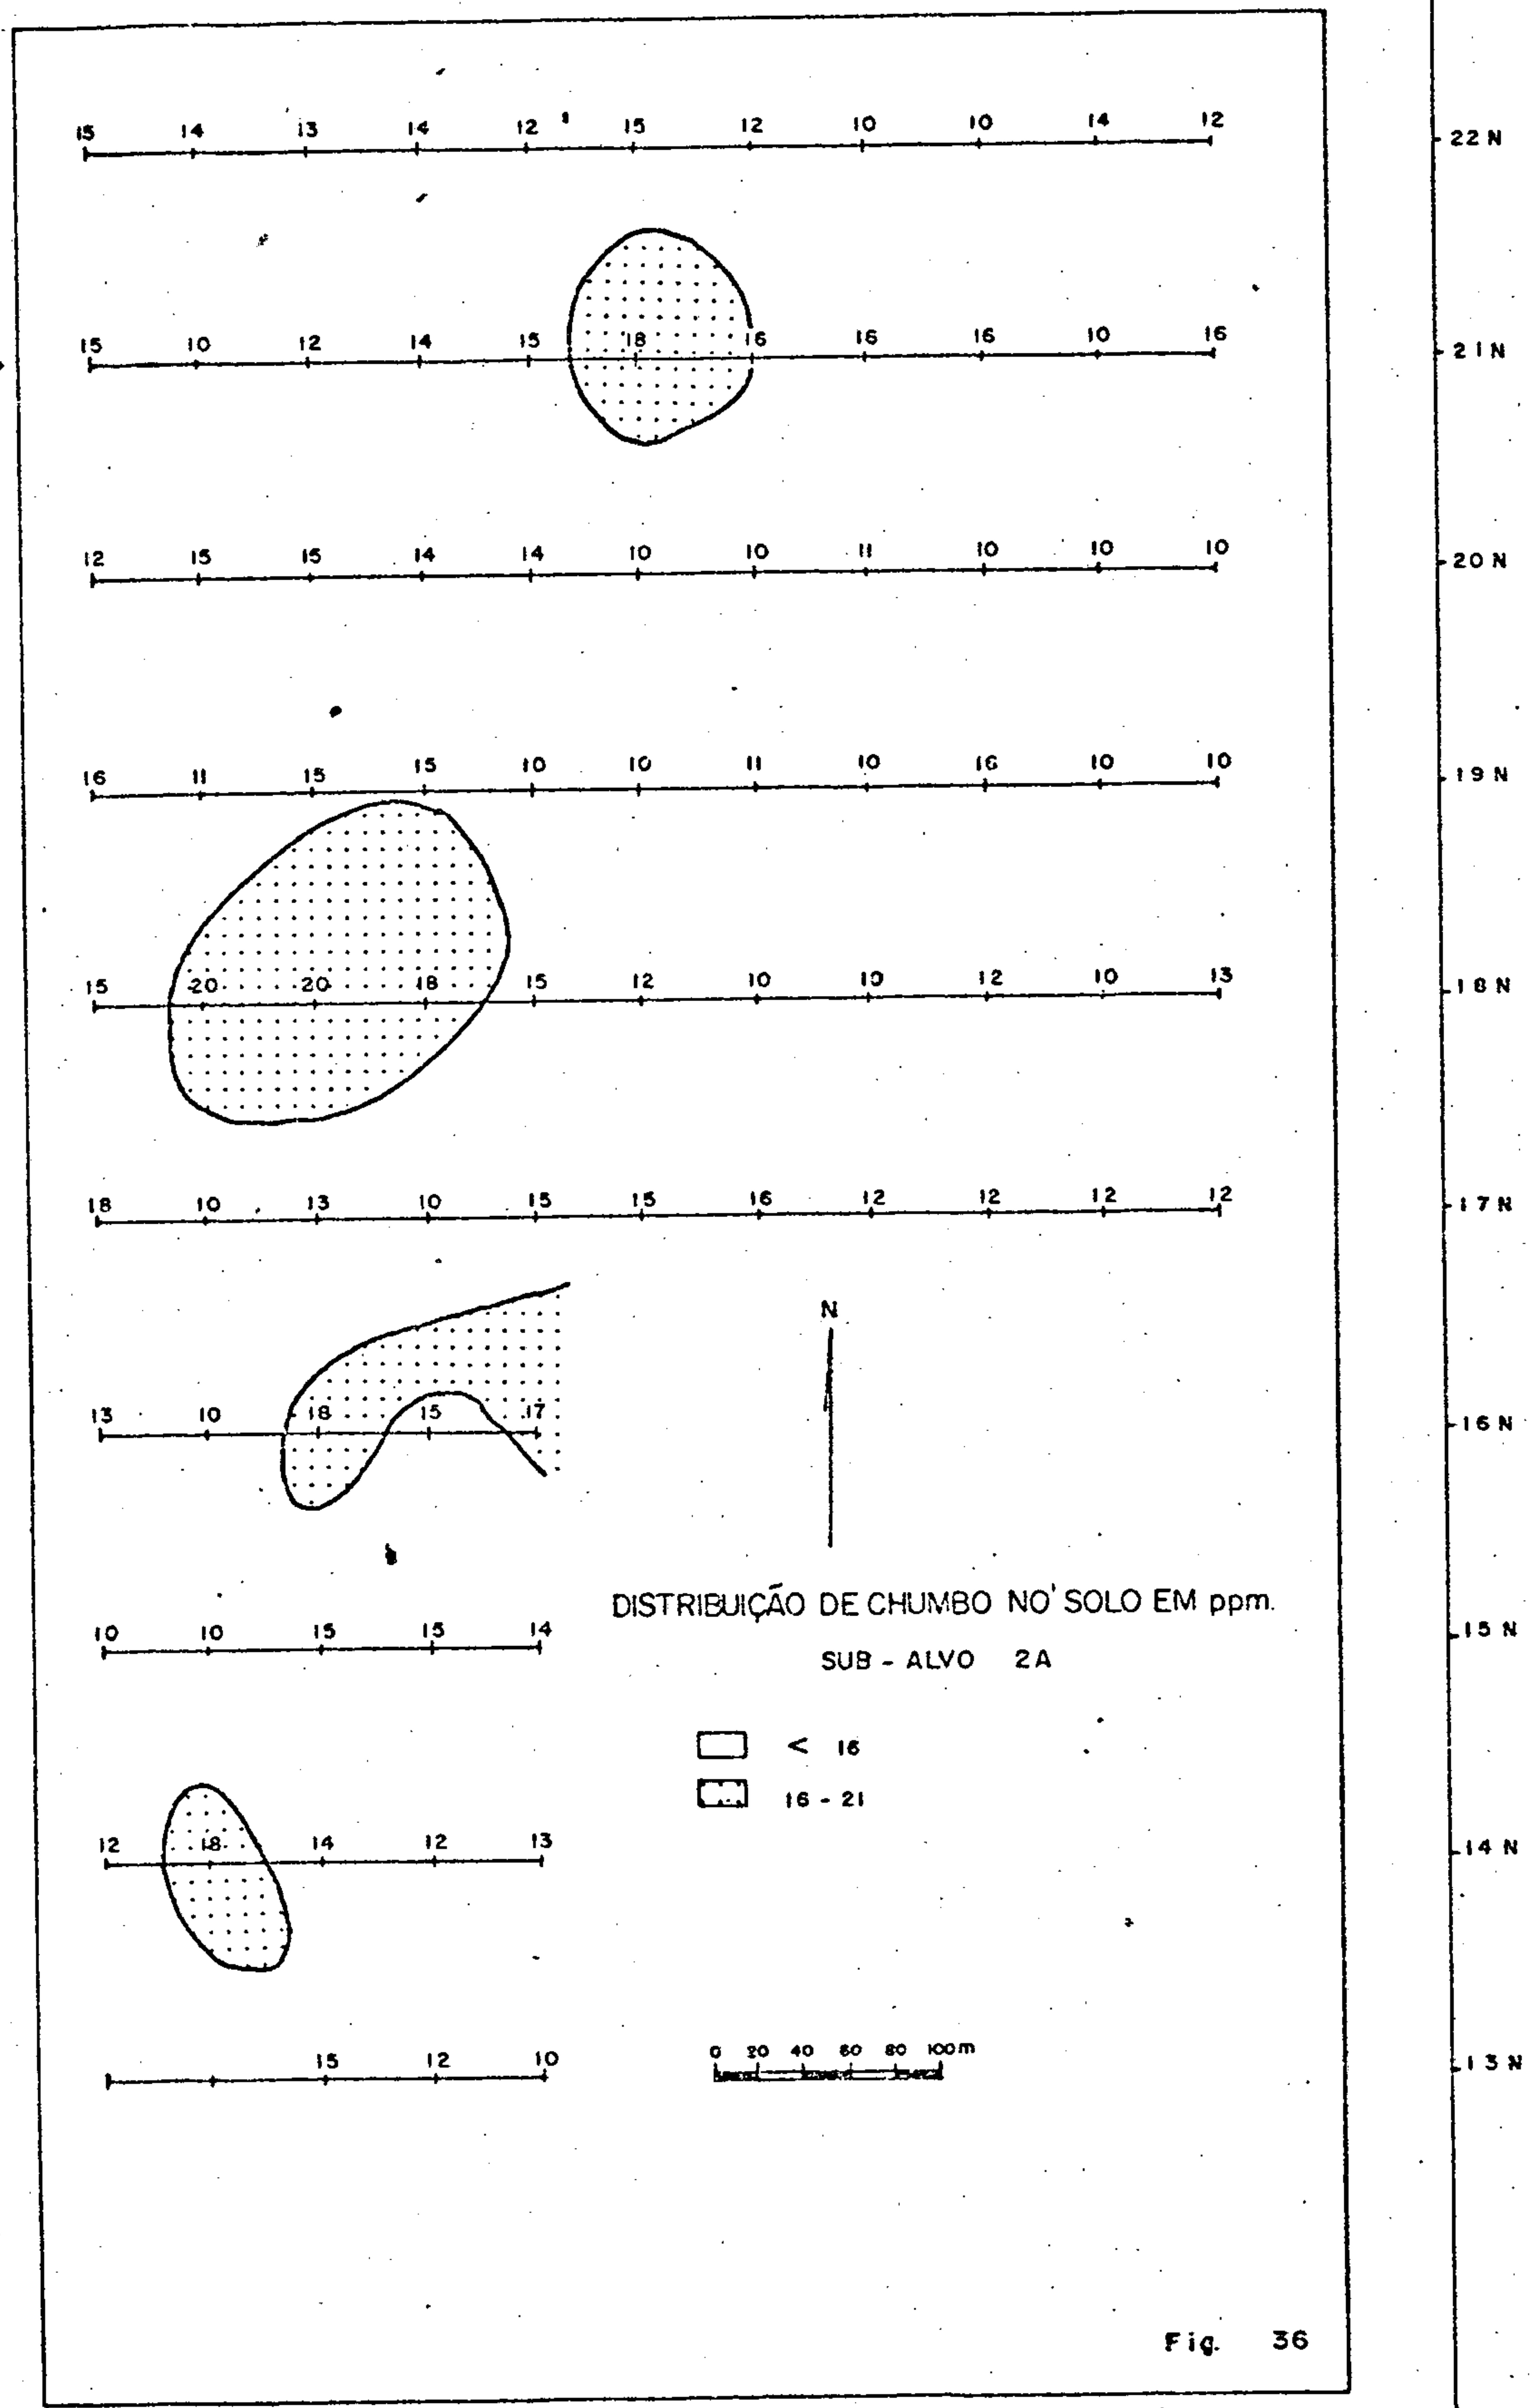 15 14 13 14 12 15 12 10 10 14 12 22 N
15 10 12 14 15 18 16 16 16 10 16 21 N
12 15 15 14 14 10 10 11 10 10 10 20 N
16 11 15 15 10 10 11 10 16 10 10 19 N
15 20 20 18 15 12 10 10 12 10 13 18 N
18 10 13 10 15 15 16 12 12 12 12 17 N
N
13 10 18 15 17 16 N
DISTRIBUIÇÃO DE CHUMBO NO SOLO EM ppm.
10 10 15 15 14 15 N
SUB - ALVO 2A
< 16
16 - 21
12 18 14 12 13 14 N
0 20 40 60 80 100m
15 12 10 13 N
Fig. 36